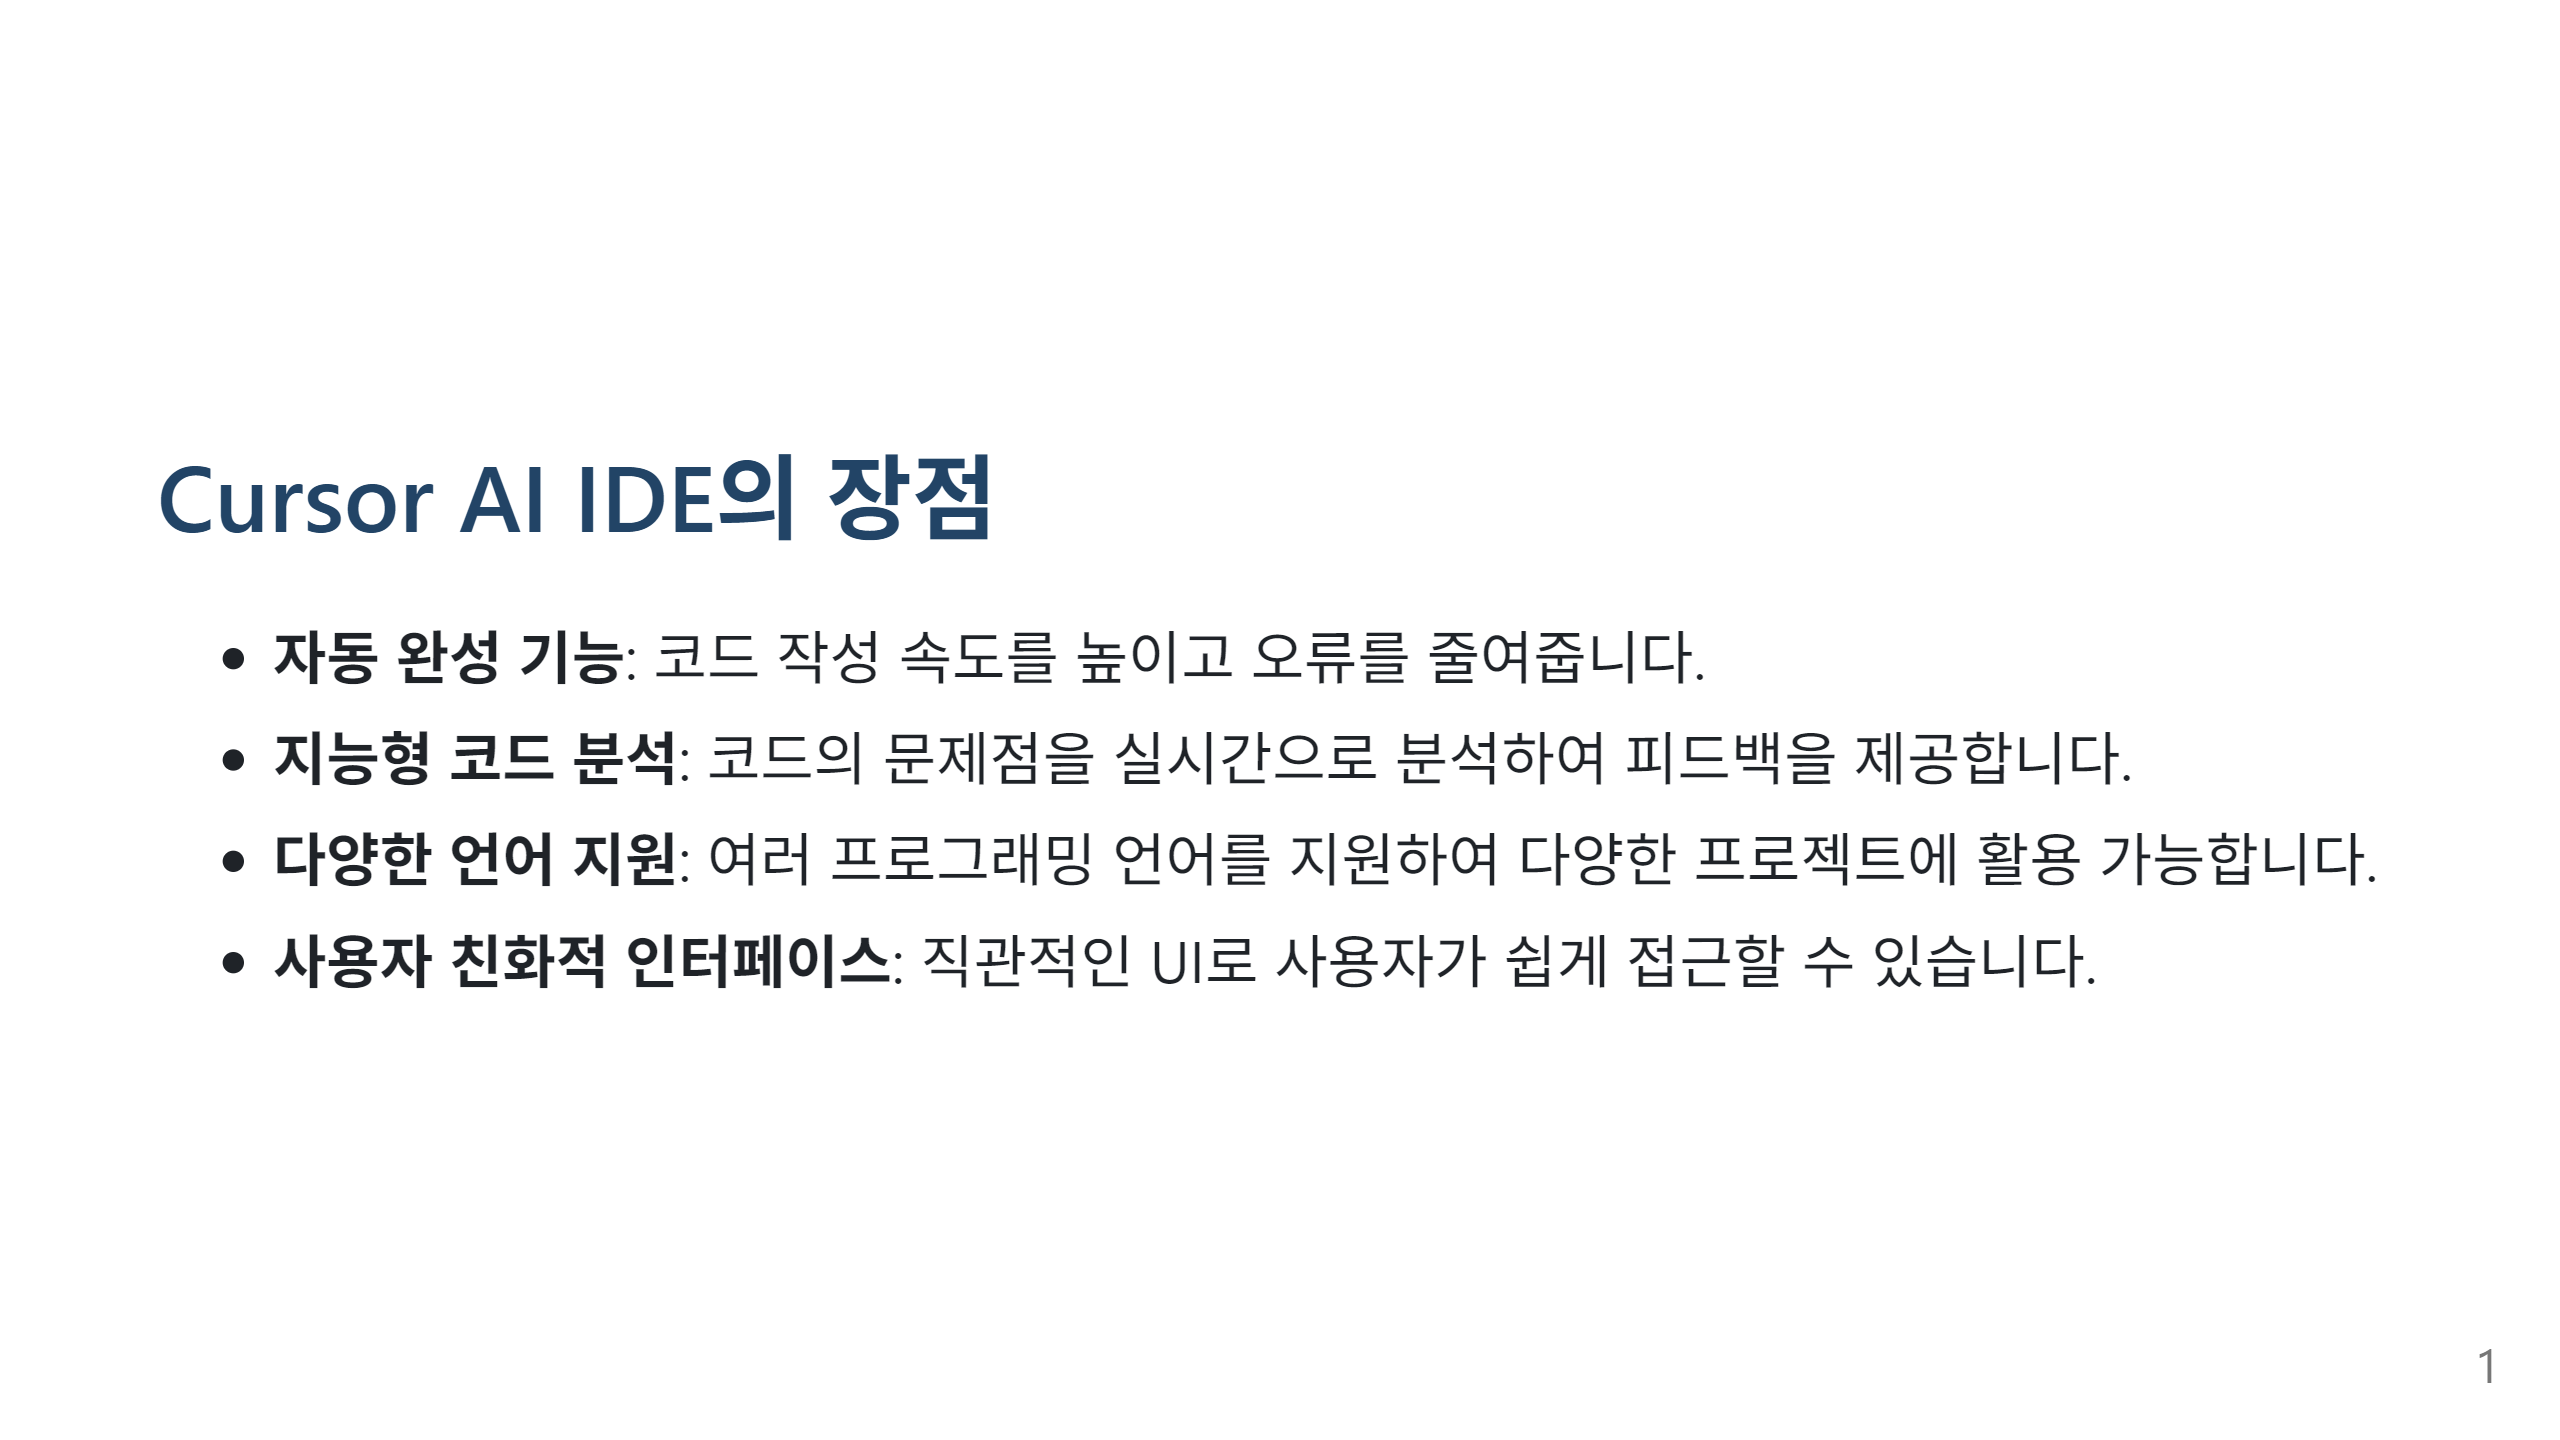 Cursor AI IDE의 장점
• 자동 완성 기능: 코드 작성 속도를 높이고 오류를 줄여줍니다.
• 지능형 코드 분석: 코드의 문제점을 실시간으로 분석하여 피드백을 제공합니다.
• 다양한 언어 지원: 여러 프로그래밍 언어를 지원하여 다양한 프로젝트에 활용 가능합니다.
• 사용자 친화적 인터페이스: 직관적인 UI로 사용자가 쉽게 접근할 수 있습니다.
1